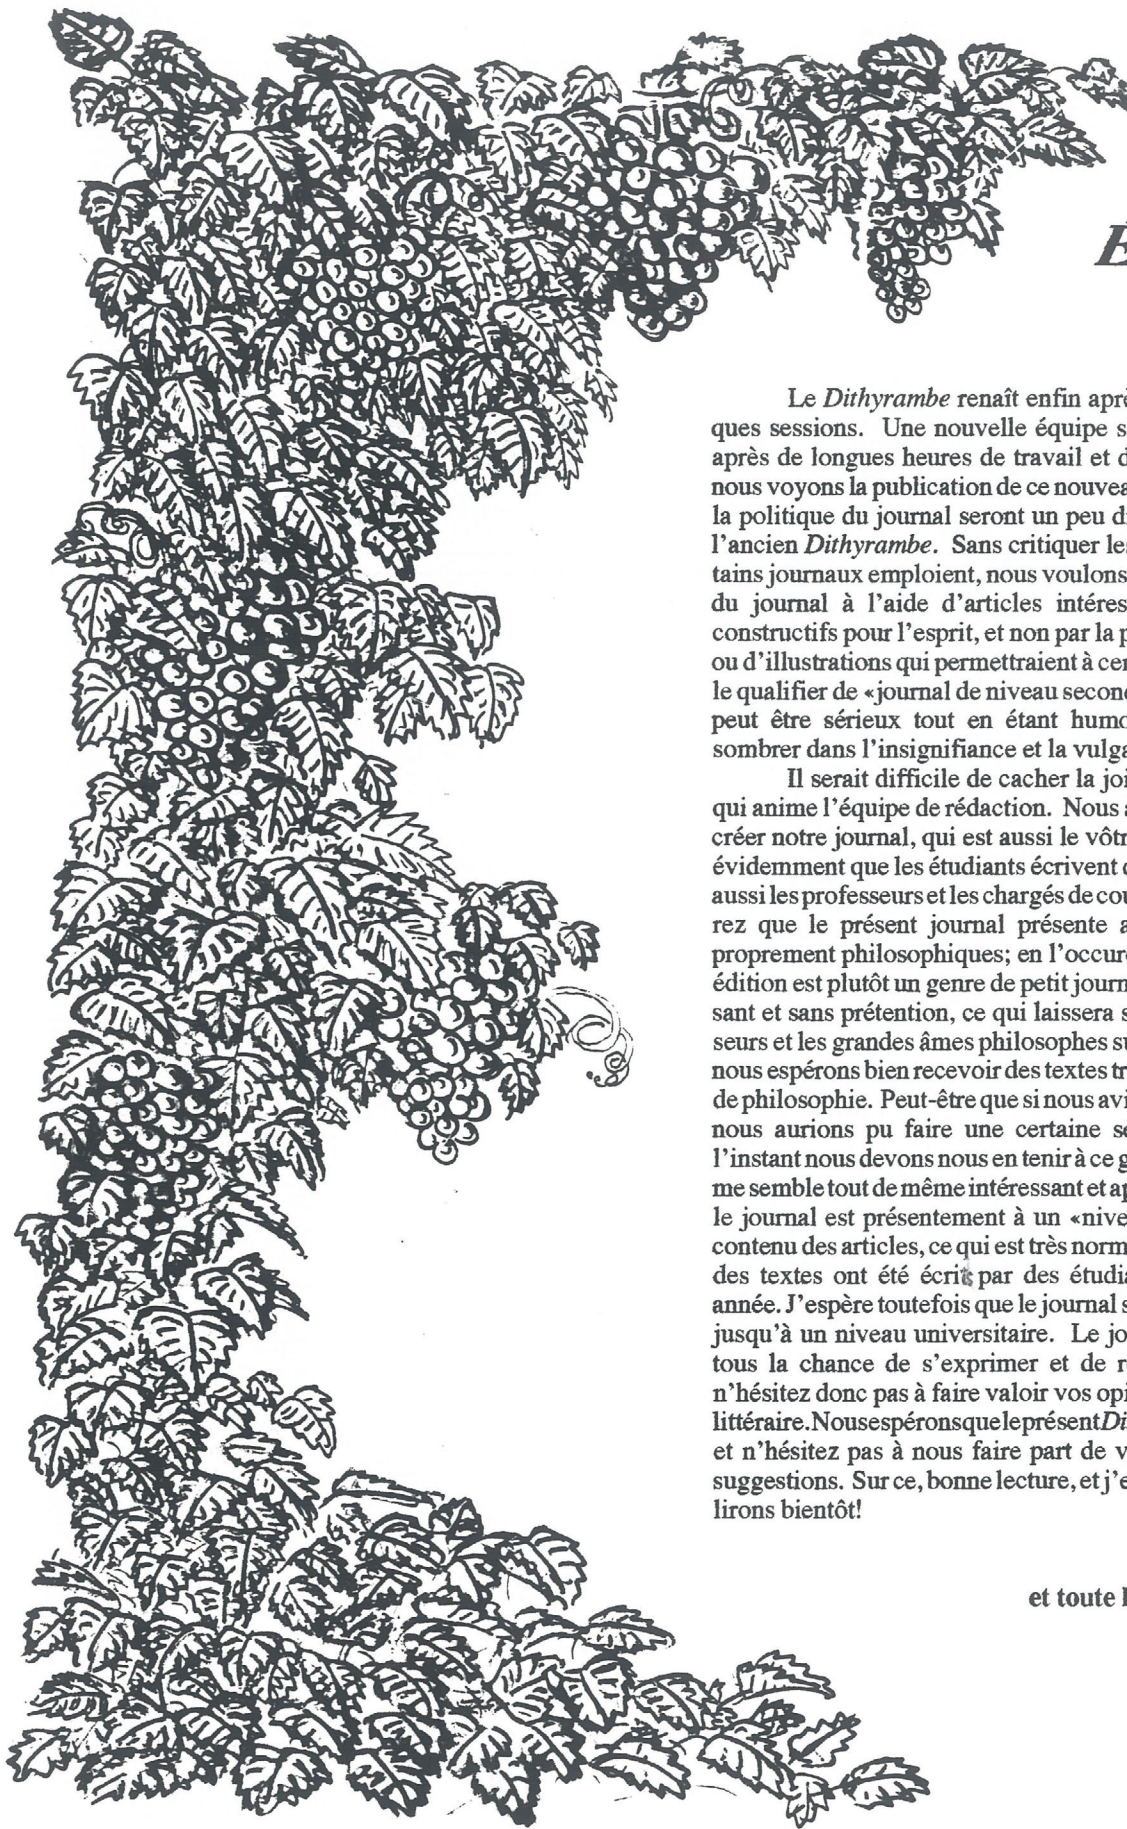 É
Le Dithyrambe renaît enfin aprè
ques sessions. Une nouvelle équipe s
après de longues heures de travail et d
nous voyons la publication de ce nouvea
la politique du journal seront un peu di
l'ancien Dithyrambe. Sans critiquer les
tains journaux emploient, nous voulons
du journal à l'aide d'articles intéres
constructifs pour l'esprit, et non par la p
ou d'illustrations qui permettraient à cer
le qualifier de «journal de niveau second
peut être sérieux tout en étant humo
sombrer dans l'insignifiance et la vulga
Il serait difficile de cacher la joi
qui anime l'équipe de rédaction. Nous a
créer notre journal, qui est aussi le vôtr
évidemment que les étudiants écrivent d
aussi les professeurs et les chargés de cou
rez que le présent journal présente a
proprement philosophiques; en l'occure
édition est plutôt un genre de petit journ
sant et sans prétention, ce qui laissera s
seurs et les grandes âmes philosophes su
nous espérons bien recevoir des textes tr
de philosophie. Peut-être que si nous avi
nous aurions pu faire une certaine sé
l'instant nous devons nous en tenir à ce g
me semble tout de même intéressant et ap
le journal est présentement à un «nive
contenu des articles, ce qui est très norm
des textes ont été écrits par des étudia
année. J'espère toutefois que le journal s
jusqu'à un niveau universitaire. Le jo
tous la chance de s'exprimer et de r
n'hésitez donc pas à faire valoir vos opi
littéraire. Nous espérons que le présent Di
et n'hésitez pas à nous faire part de v
suggestions. Sur ce, bonne lecture, et j'e
lirons bientôt!
et toute l